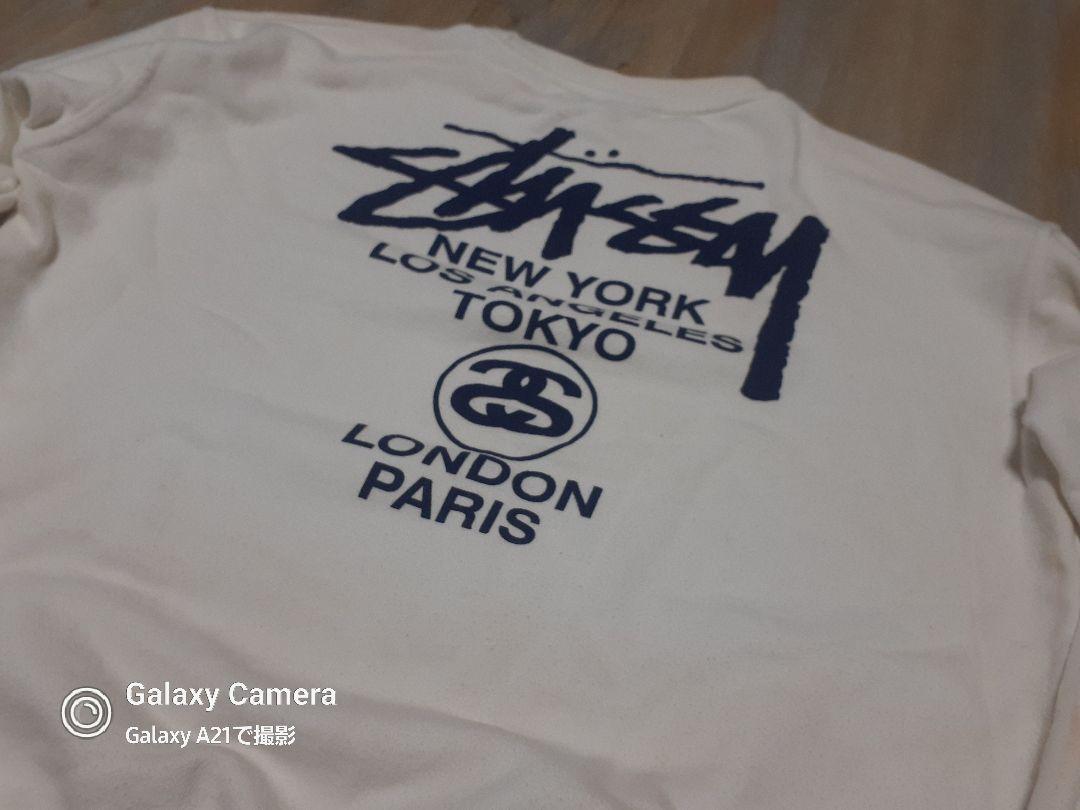 Stüssy
NEW YORK
LOS ANGELES
TOKYO
LONDON
PARIS
Galaxy Camera
Galaxy A21で撮影